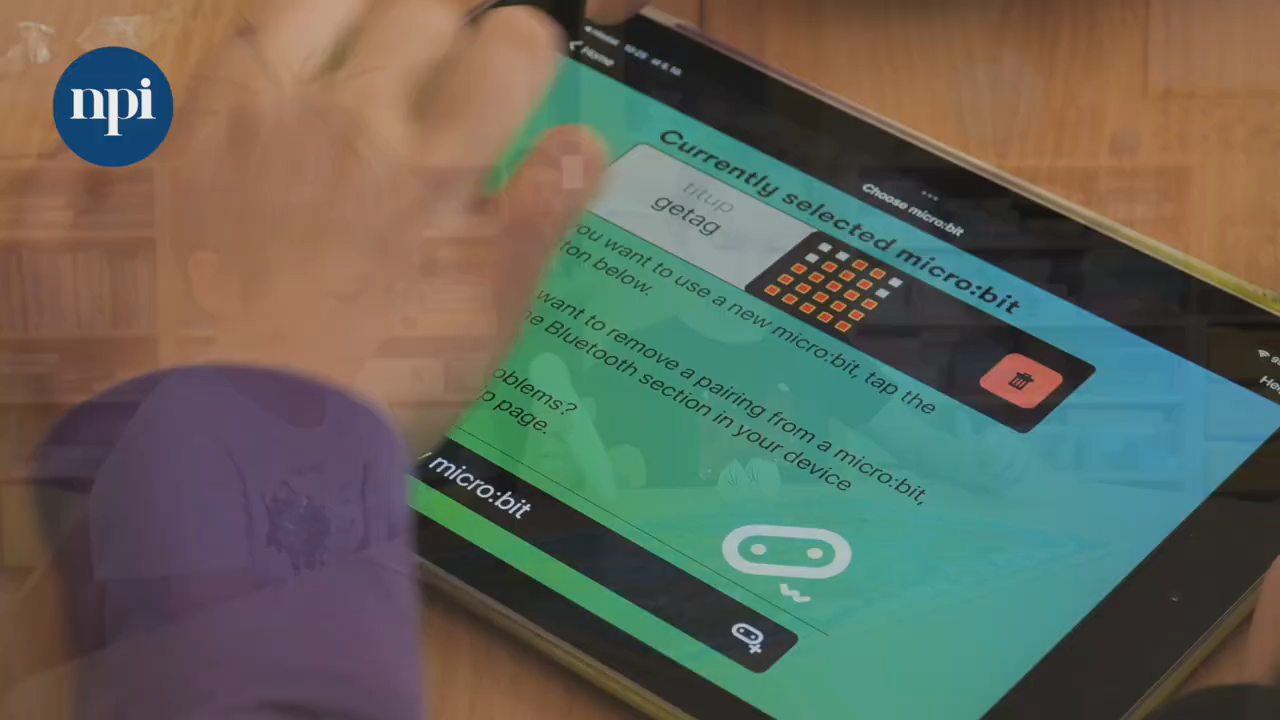 npi
Home
Choose micro:bit
Currently selected micro:bit
titup
getag
ou want to use a new micro:bit, tap the
ton below.
want to remove a pairing from a micro:bit,
e Bluetooth section in your device
oblems?
p page.
micro:bit